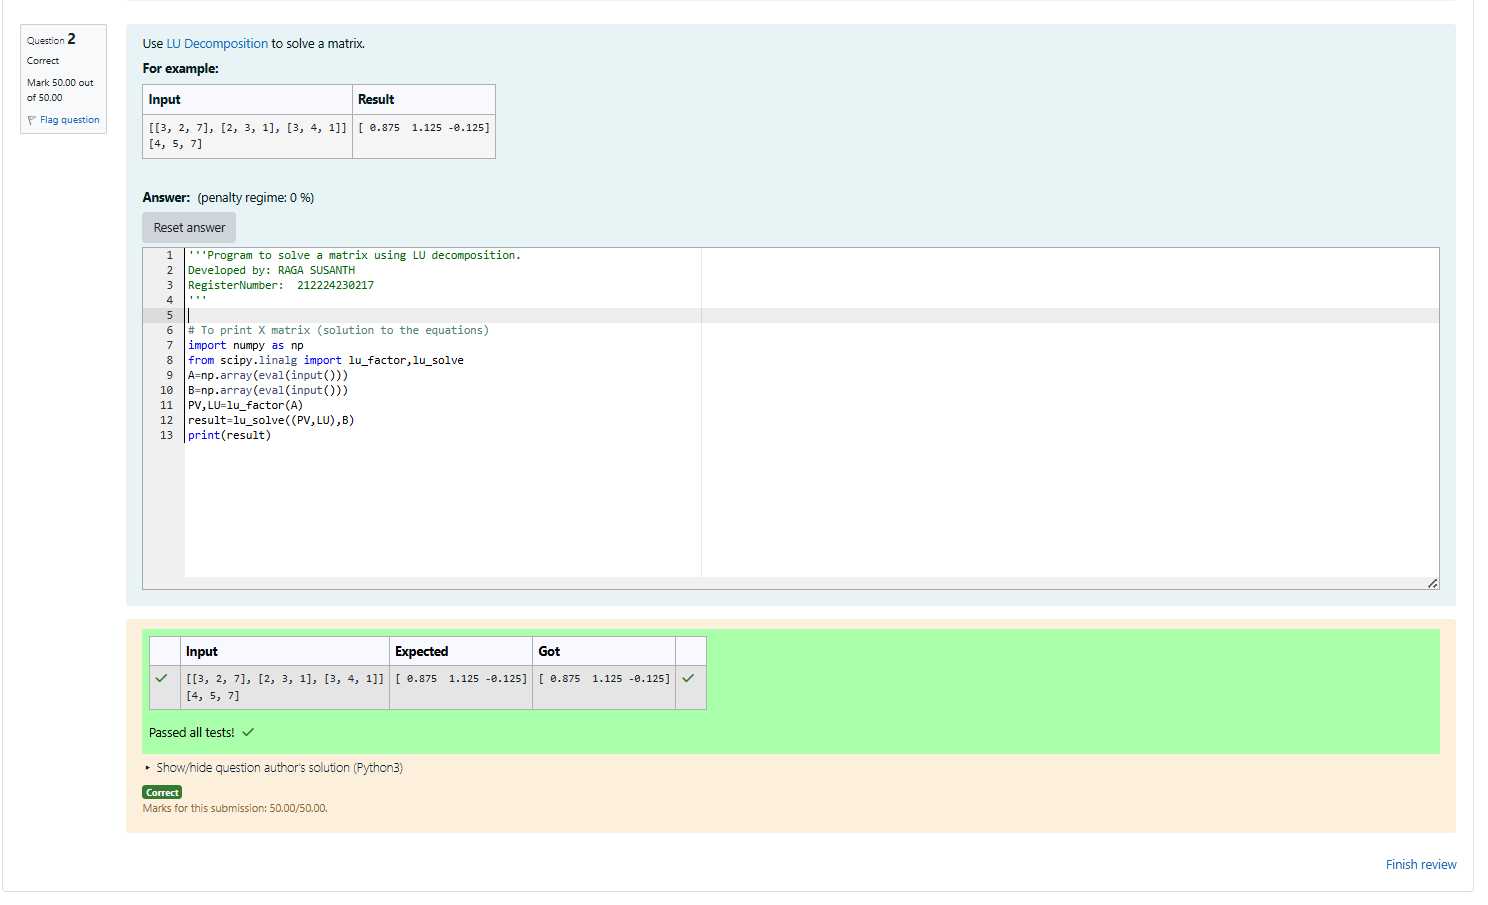 Question 2
Correct
Mark 50.00 out
of 50.00
Flag question
Use LU Decomposition to solve a matrix.
For example:
Input Result
[[3, 2, 7], [2, 3, 1], [3, 4, 1]] [ 0.875  1.125 -0.125]
[4, 5, 7]
Answer: (penalty regime: 0 %)
Reset answer
1 '''Program to solve a matrix using LU decomposition.
2 Developed by: RAGA SUSANTH
3 RegisterNumber:  212224230217
4 '''
5
6 # To print X matrix (solution to the equations)
7 import numpy as np
8 from scipy.linalg import lu_factor,lu_solve
9 A=np.array(eval(input()))
10 B=np.array(eval(input()))
11 PV,LU=lu_factor(A)
12 result=lu_solve((PV,LU),B)
13 print(result)
Input Expected Got
[[3, 2, 7], [2, 3, 1], [3, 4, 1]] [ 0.875  1.125 -0.125] [ 0.875  1.125 -0.125]
[4, 5, 7]
Passed all tests!
Show/hide question author's solution (Python3)
Correct
Marks for this submission: 50.00/50.00.
Finish review